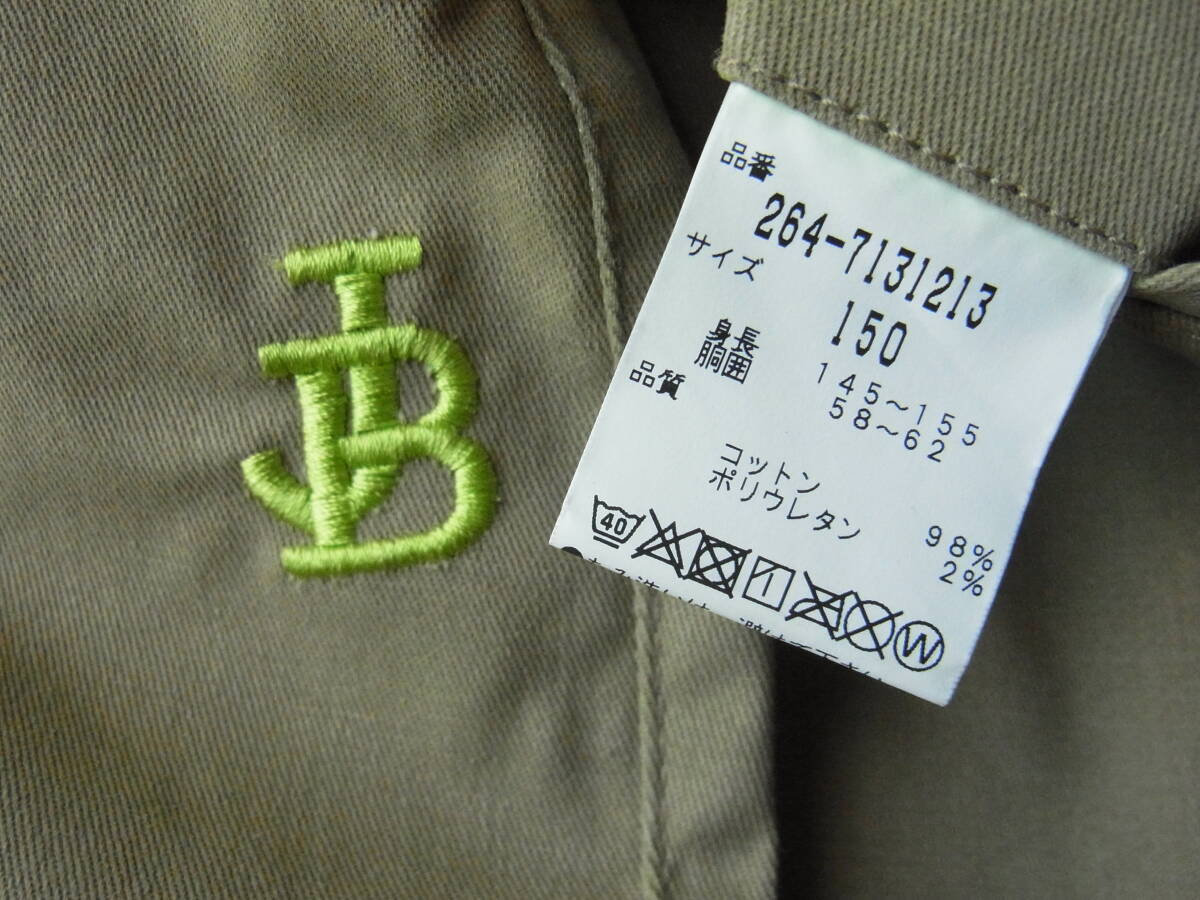 JB
品番
264-7131213
サイズ
150
身長 145~155
胴囲 58~62
品質
コットン 98%
ポリウレタン 2%
40
W